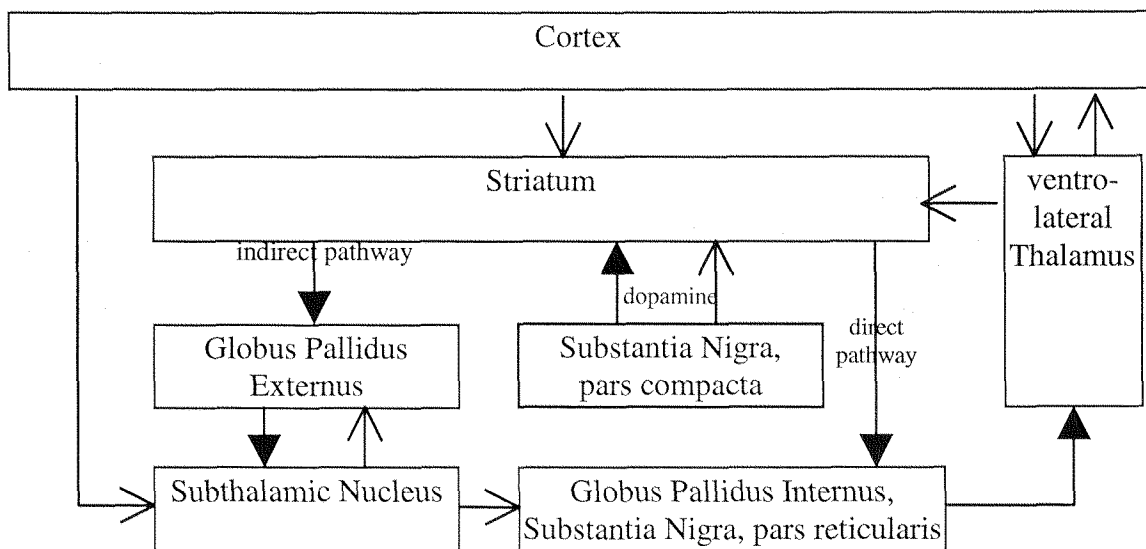 Cortex
Striatum
ventro-
lateral
Thalamus
indirect pathway
dopamine
direct
pathway
Globus Pallidus
Externus
Substantia Nigra,
pars compacta
Subthalamic Nucleus
Globus Pallidus Internus,
Substantia Nigra, pars reticularis